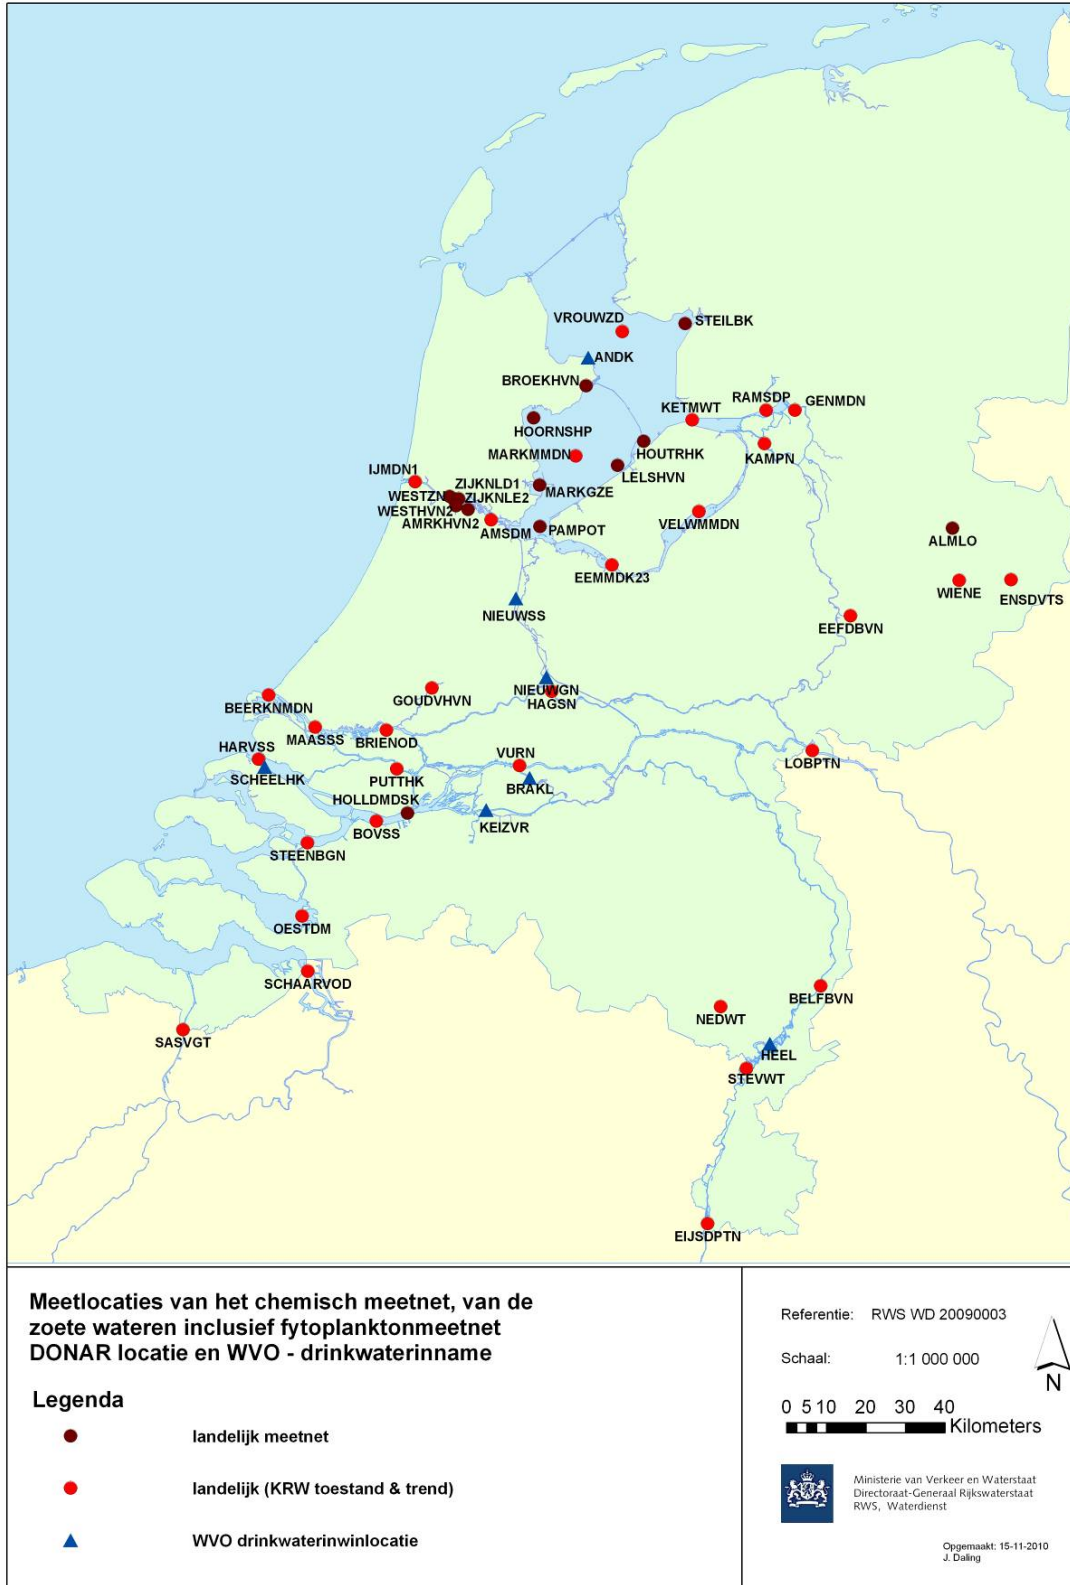 VROUWZD
STEILBK
ANDK
BROEKHVN
RAMSDP
GENMDN
KETMWT
HOORNSHP
HOUTRHK
KAMPN
MARKMMDN
IJMDN1
LELSHVN
ZIJKNLD1
MARKGZE
WESTZN
ZIJKNLE2
WESTHVN2
AMRKHVN2
VELWMMDN
AMSDM
PAMPOT
ALMLO
EEMMDK23
WIENE
ENSDVTS
NIEUWSS
EEFDBVN
NIEUWGN
HAGSN
GOUDVHVN
BEERKNMDN
MAASSS
BRIENOD
HARVSS
VURN
LOBPTN
SCHEELHK
PUTTHK
BRAKL
HOLLDMDSK
KEIZVR
BOVSS
STEENBGN
OESTDM
SCHAARVOD
BELFBVN
NEDWT
SASVGT
HEEL
STEVWT
EIJSDPTN
Meetlocaties van het chemisch meetnet, van de
zoete wateren inclusief fytoplanktonmeetnet
DONAR locatie en WVO - drinkwaterinname
Legenda
landelijk meetnet
landelijk (KRW toestand & trend)
WVO drinkwaterinwinlocatie
Referentie: RWS WD 20090003
Schaal: 1:1 000 000
N
0 5 10 20 30 40
Kilometers
Ministerie van Verkeer en Waterstaat
Directoraat-Generaal Rijkswaterstaat
RWS, Waterdienst
Opgemaakt: 15-11-2010
J. Daling